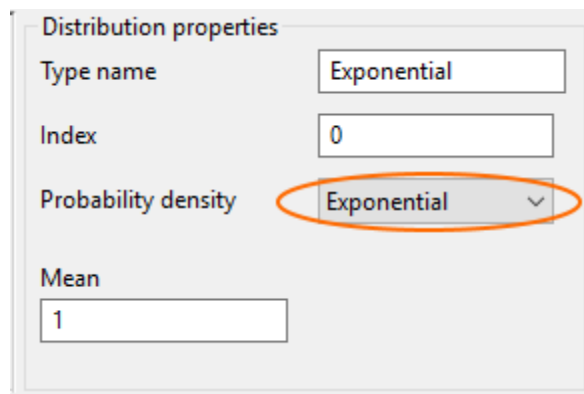 Distribution properties
Type name Exponential
Index 0
Probability density Exponential
Mean
1